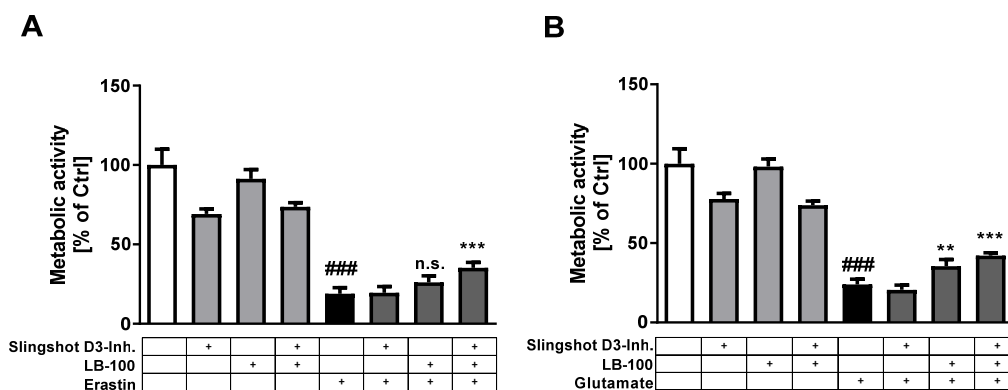 A
Metabolic activity
[% of Ctrl]
150
100
50
0
###
n.s.
***
Slingshot D3-Inh. + + + +
LB-100 + + + +
Erastin + + + +
B
Metabolic activity
[% of Ctrl]
150
100
50
0
###
**
***
Slingshot D3-Inh. + + + +
LB-100 + + + +
Glutamate + + + +